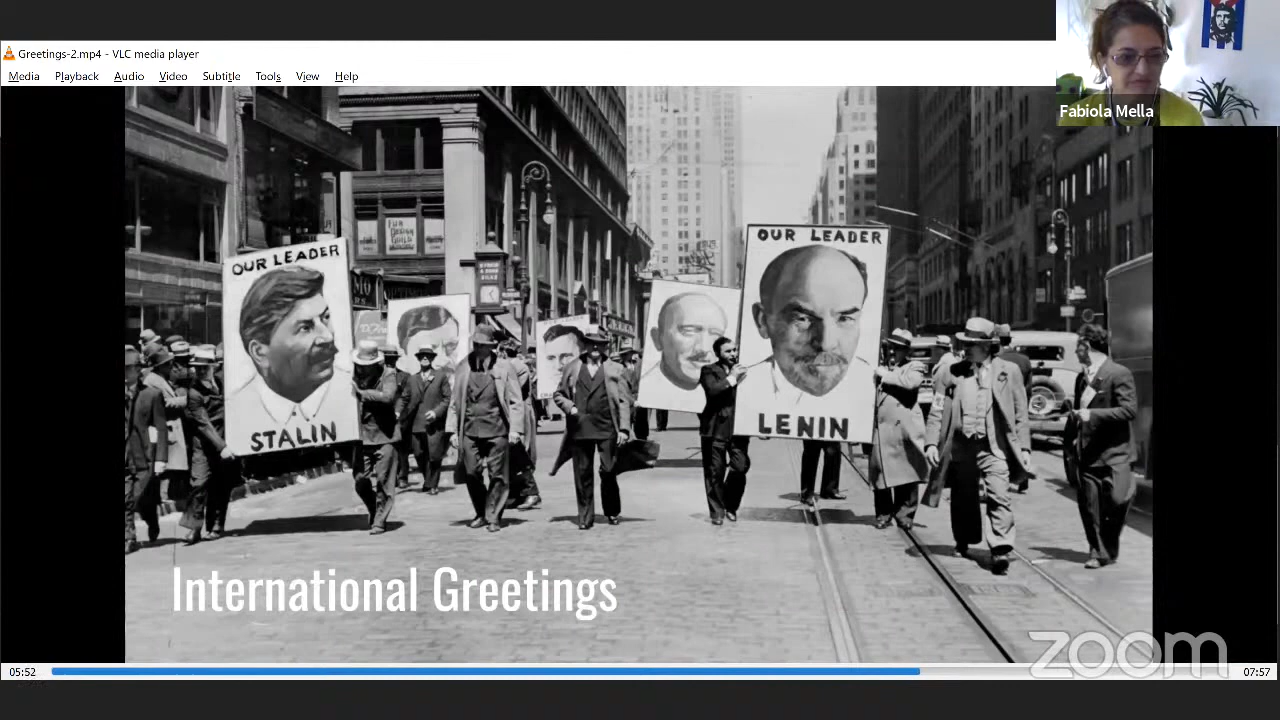 Greetings-2.mp4 - VLC media player
Media Playback Audio Video Subtitle Tools View Help
Fabiola Mella
OUR LEADER
STALIN
OUR LEADER
LENIN
International Greetings
zoom
05:52
07:57